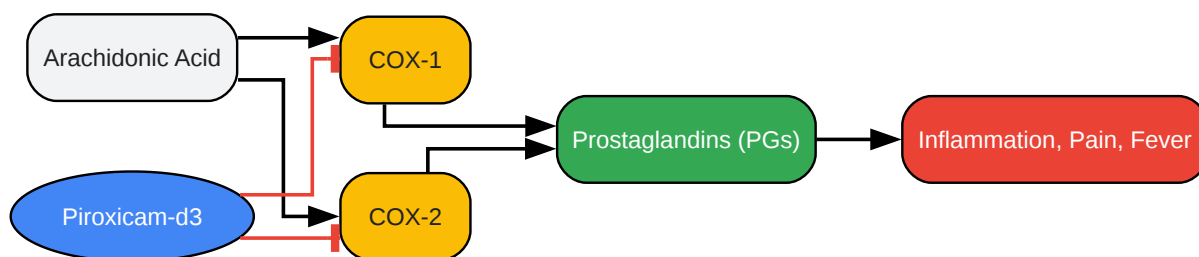 Arachidonic Acid
COX-1
Prostaglandins (PGs)
Inflammation, Pain, Fever
Piroxicam-d3
COX-2